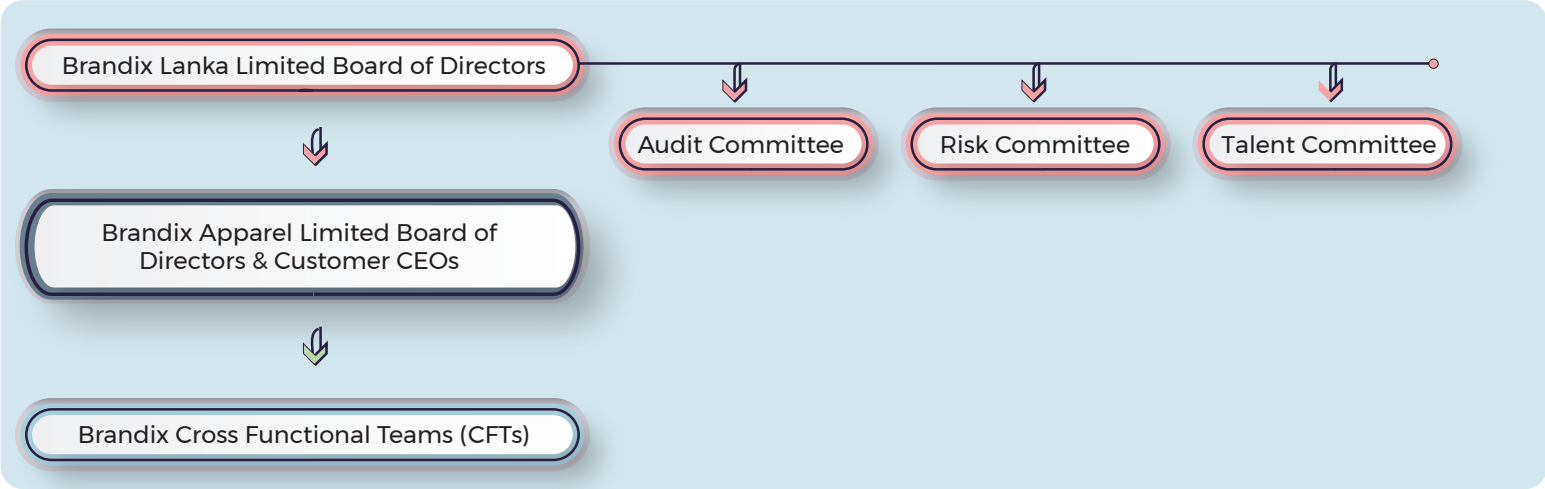 Brandix Lanka Limited Board of Directors
Audit Committee
Risk Committee
Talent Committee
Brandix Apparel Limited Board of
Directors & Customer CEOs
Brandix Cross Functional Teams (CFTs)